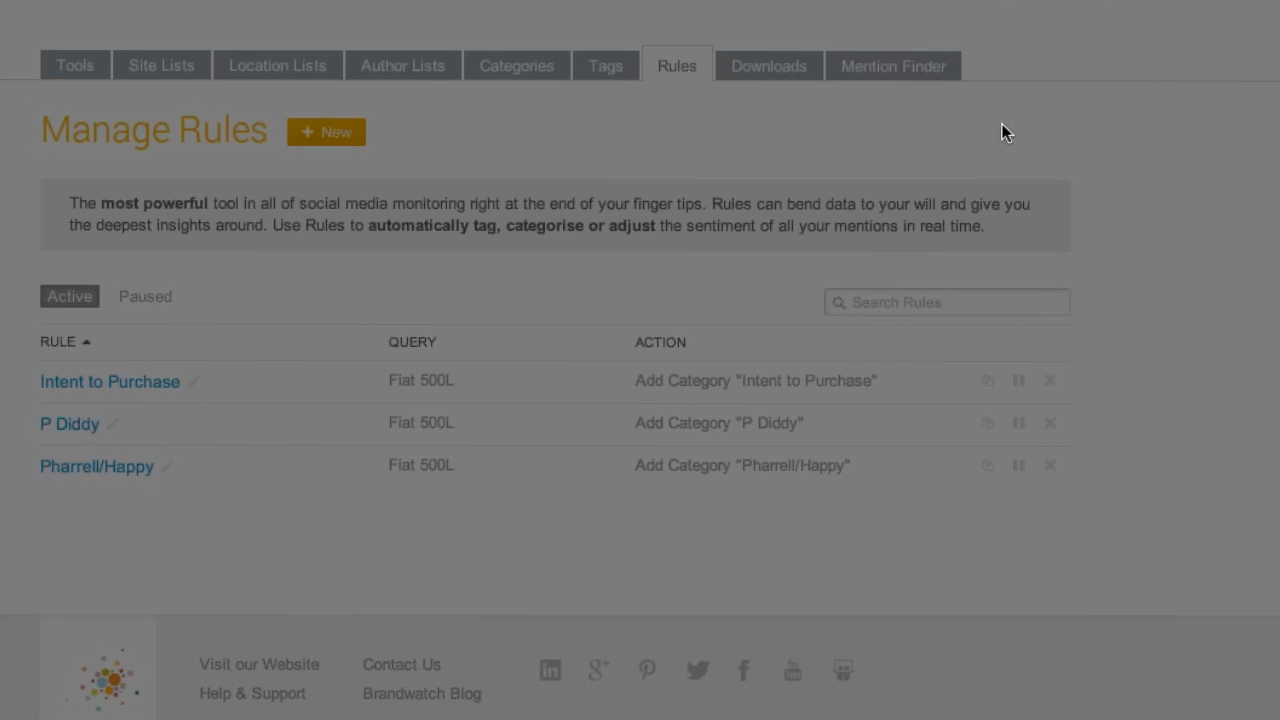 Tools Site Lists Location Lists Author Lists Categories Tags Rules Downloads Mention Finder
Manage Rules + New
The most powerful tool in all of social media monitoring right at the end of your finger tips. Rules can bend data to your will and give you
the deepest insights around. Use Rules to automatically tag, categorise or adjust the sentiment of all your mentions in real time.
Active Paused Search Rules
RULE QUERY ACTION
Intent to Purchase Fiat 500L Add Category "Intent to Purchase"
P Diddy Fiat 500L Add Category "P Diddy"
Pharrell/Happy Fiat 500L Add Category "Pharrell/Happy"
Visit our Website Contact Us
Help & Support Brandwatch Blog